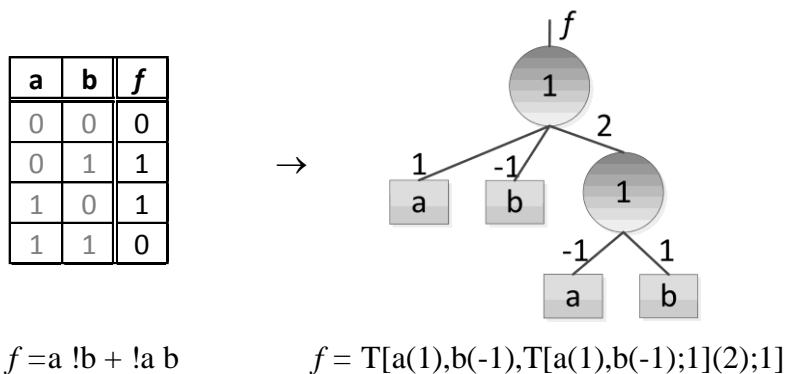 a b f
0 0 0
0 1 1
1 0 1
1 1 0
→
f
1
1 -1 2
a b 1
-1 1
a b
f =a !b + !a b
f = T[a(1),b(-1),T[a(1),b(-1);1](2);1]